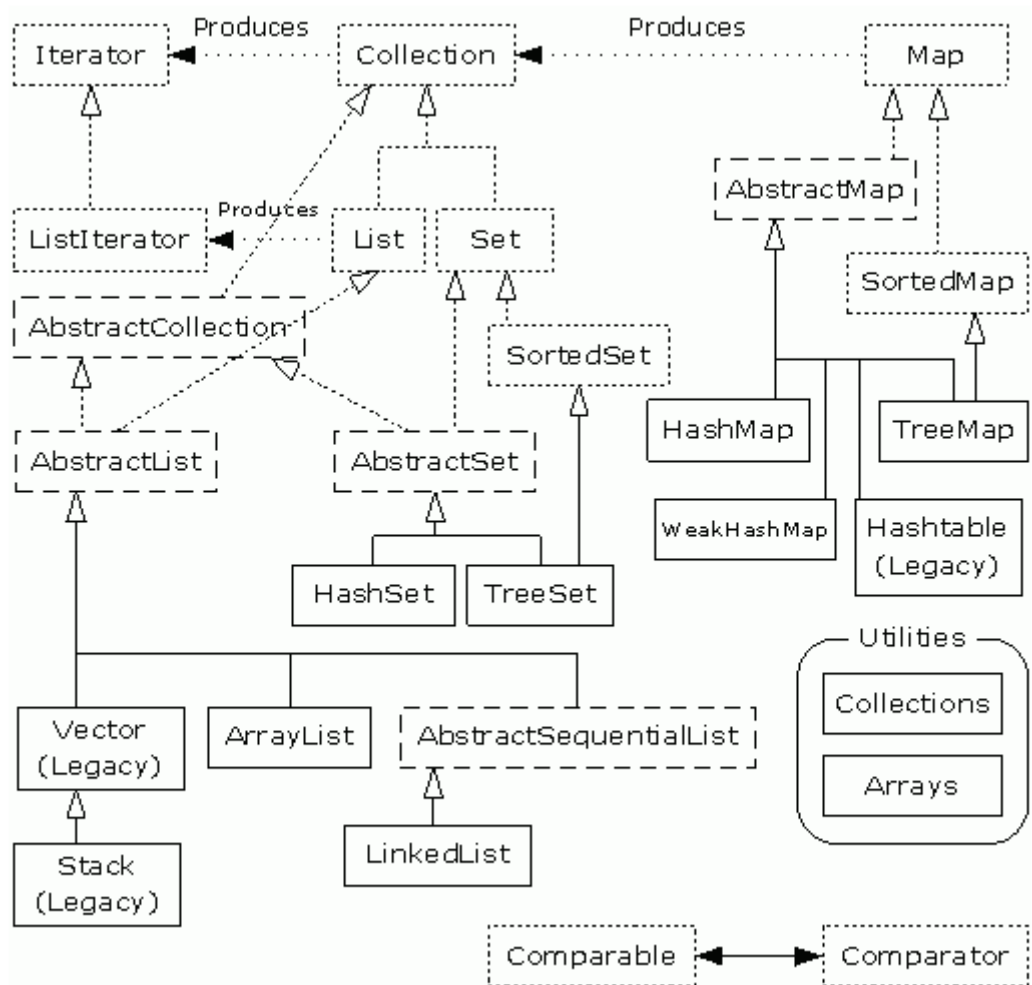 Produces
Produces
Iterator
Collection
Map
AbstractMap
Produces
ListIterator
List
Set
SortedMap
AbstractCollection
SortedSet
HashMap
TreeMap
AbstractList
AbstractSet
WeakHashMap
Hashtable
(Legacy)
HashSet
TreeSet
Utilities
Collections
Vector
(Legacy)
ArrayList
AbstractSequentialList
Arrays
LinkedList
Stack
(Legacy)
Comparable
Comparator